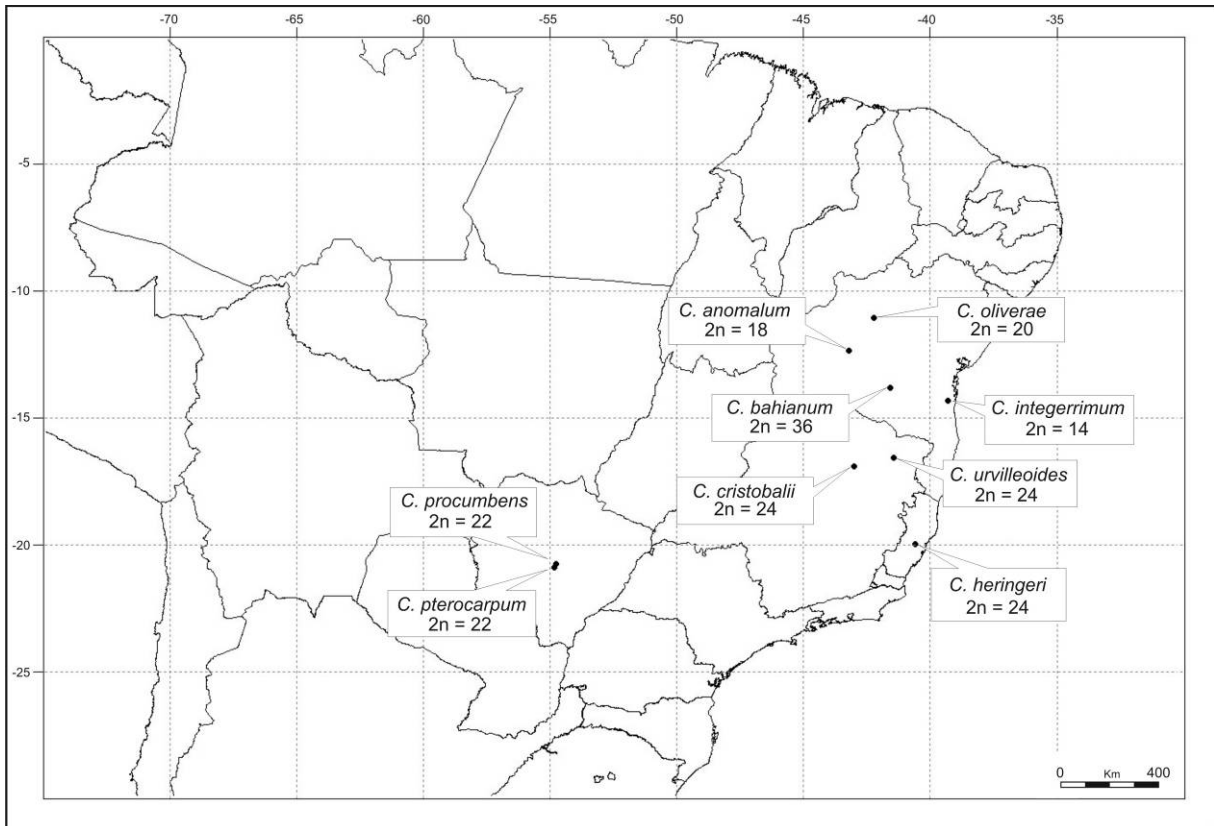 -70 -65 -60 -55 -50 -45 -40 -35
-5
-10
C. anomalum
2n = 18
C. oliverae
2n = 20
C. bahianum
2n = 36
-15
C. integerrimum
2n = 14
C. urvilleoides
2n = 24
C. cristobalii
2n = 24
C. procumbens
2n = 22
-20
C. pterocarpum
2n = 22
C. heringeri
2n = 24
-25
0 Km 400